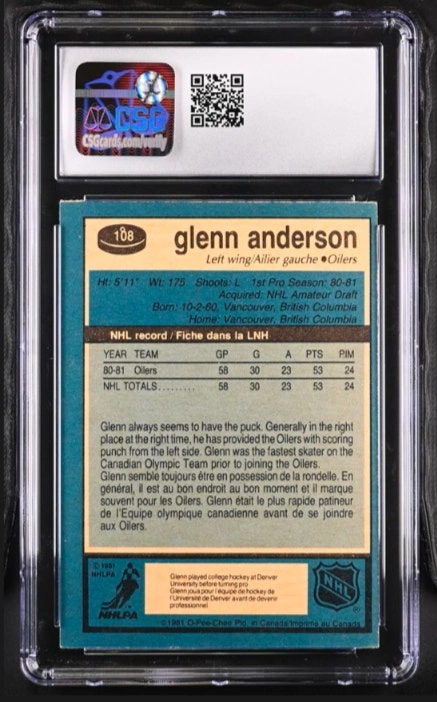 CSG
CSGcards.com/verify
108
glenn anderson
Left wing/Ailier gauche ●Oilers
Ht: 5'11" Wt: 175 Shoots: L 1st Pro Season: 80-81
Acquired: NHL Amateur Draft
Born: 10-2-60, Vancouver, British Columbia
Home: Vancouver, British Columbia
NHL record / Fiche dans la LNH
YEAR TEAM GP G A PTS PIM
80-81 Oilers 58 30 23 53 24
NHL TOTALS......... 58 30 23 53 24
Glenn always seems to have the puck. Generally in the right
place at the right time, he has provided the Oilers with scoring
punch from the left side. Glenn was the fastest skater on the
Canadian Olympic Team prior to joining the Oilers.
Glenn semble toujours être en possession de la rondelle. En
général, il est au bon endroit au bon moment et il marque
souvent pour les Oilers. Glenn était le plus rapide patineur
de l'Equipe olympique canadienne avant de se joindre
aux Oilers.
© 1981
NHLPA
NHLPA
Glenn played college hockey at Denver
University before turning pro.
Glenn joua pour l'équipe de hockey de
l'Université de Denver avant de devenir
professionnel.
NHL
© 1981 O-Pee-Chee Ptd. in Canada/Imprimé au Canada